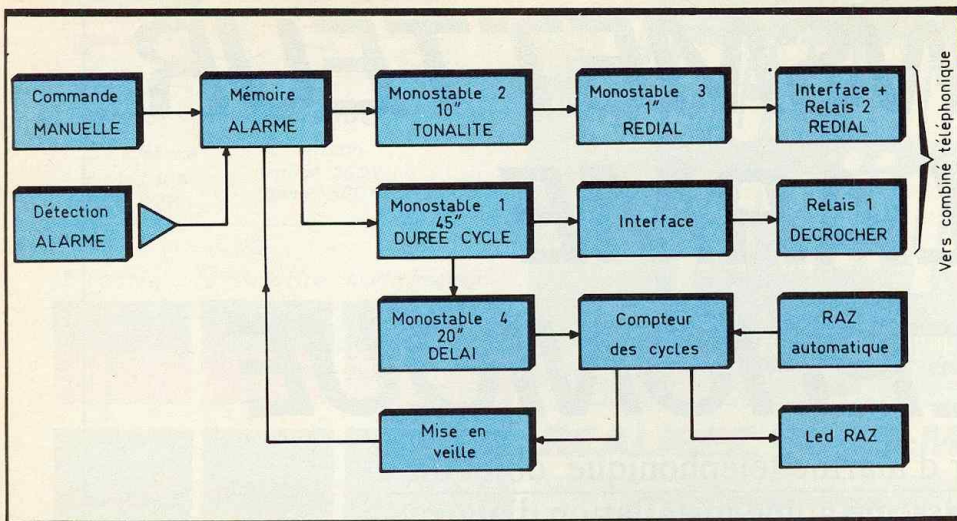 Commande
MANUELLE
Mémoire
ALARME
Monostable 2
10"
TONALITE
Monostable 3
1"
REDIAL
Interface +
Relais 2
REDIAL
Détection
ALARME
Monostable 1
45"
DUREE CYCLE
Interface
Relais 1
DECROCHER
Vers combiné téléphonique
Monostable 4
20"
DELAI
Compteur
des cycles
RAZ
automatique
Mise en
veille
Led RAZ